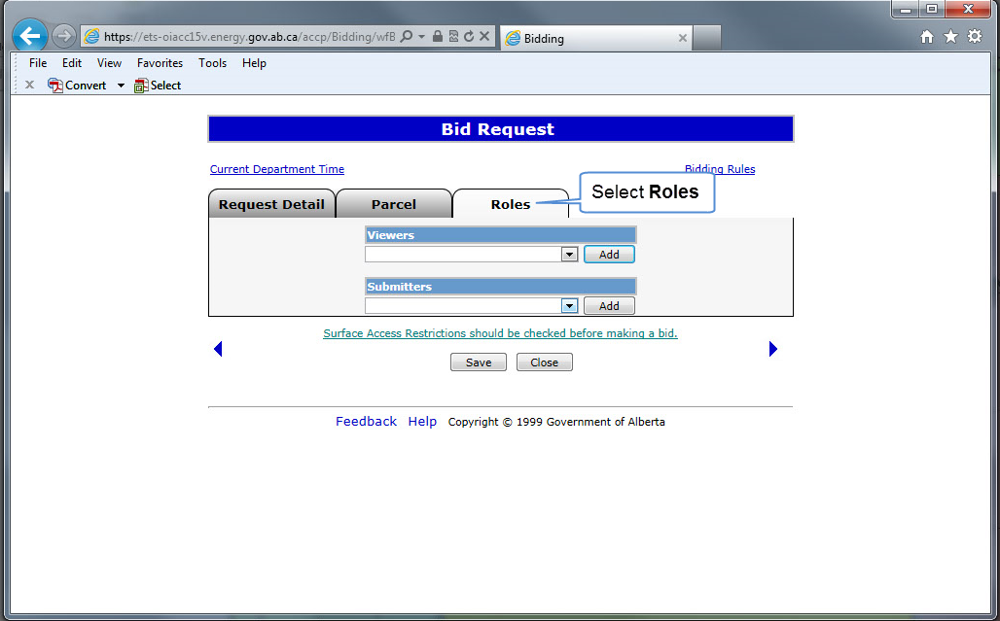 https://ets-oiacc15v.energy.gov.ab.ca/accp/Bidding/wfB
Bidding
File Edit View Favorites Tools Help
Convert Select
Bid Request
Current Department Time Bidding Rules
Request Detail Parcel Roles Select Roles
Viewers
Add
Submitters
Add
Surface Access Restrictions should be checked before making a bid.
Save Close
Feedback Help Copyright © 1999 Government of Alberta